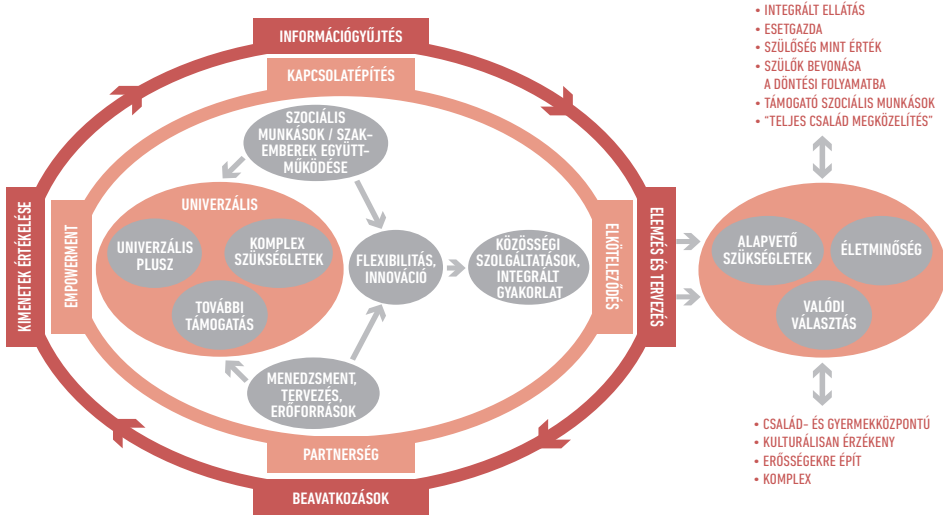 INFORMÁCIÓGYŰJTÉS
KAPCSOLATÉPÍTÉS
SZOCIÁLIS
MUNKÁSOK / SZAK-
EMBEREK EGYÜTT-
MŰKÖDÉSE
KIMENETEK ÉRTÉKELÉSE
EMPOWERMENT
UNIVERZÁLIS
UNIVERZÁLIS
PLUSZ
KOMPLEX
SZÜKSÉGLETEK
TOVÁBBI
TÁMOGATÁS
FLEXIBILITÁS,
INNOVÁCIÓ
KÖZÖSSÉGI
SZOLGÁLTATÁSOK,
INTEGRÁLT
GYAKORLAT
MENEDZSMENT,
TERVEZÉS,
ERŐFORRÁSOK
ELKÖTELEZŐDÉS
ELEMZÉS ÉS TERVEZÉS
PARTNERSÉG
BEAVATKOZÁSOK
• INTEGRÁLT ELLÁTÁS
• ESETGAZDA
• SZÜLŐSÉG MINT ÉRTÉK
• SZÜLŐK BEVONÁSA
A DÖNTÉSI FOLYAMATBA
• TÁMOGATÓ SZOCIÁLIS MUNKÁSOK
• "TELJES CSALÁD MEGKÖZELÍTÉS"
ALAPVETŐ
SZÜKSÉGLETEK
ÉLETMINŐSÉG
VALÓDI
VÁLASZTÁS
• CSALÁD- ÉS GYERMEKKÖZPONTÚ
• KULTURÁLISAN ÉRZÉKENY
• ERŐSSÉGEKRE ÉPÍT
• KOMPLEX